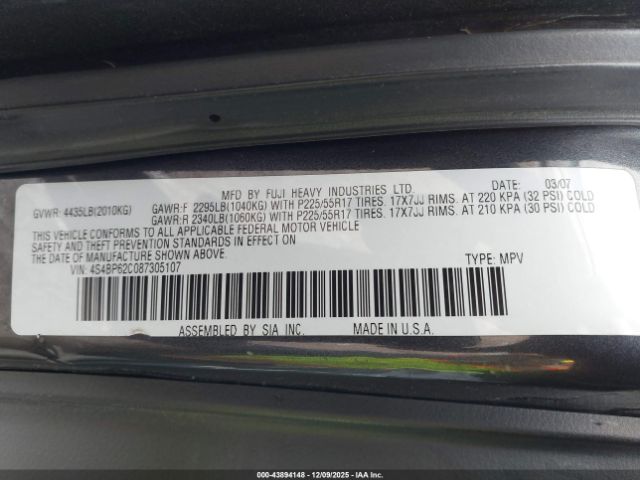 MFD BY FUJI HEAVY INDUSTRIES LTD. DATE: 03/07
GVWR: 4435LB(2010KG) GAWR:F 2295LB(1040KG) WITH P225/55R17 TIRES. 17X7JJ RIMS. AT 220 KPA (32 PSI) COLD
GAWR:R 2340LB(1060KG) WITH P225/55R17 TIRES. 17X7JJ RIMS. AT 210 KPA (30 PSI) COLD
THIS VEHICLE CONFORMS TO ALL APPLICABLE FEDERAL MOTOR VEHICLE
SAFETY AND THEFT PREVENTION STANDARDS IN EFFECT ON THE
DATE OF MANUFACTURE SHOWN ABOVE.
VIN: 4S4BP62C087305107 TYPE: MPV
ASSEMBLED BY SIA INC. MADE IN U.S.A.
000-43894148 - 12/09/2025 - IAAI.COM